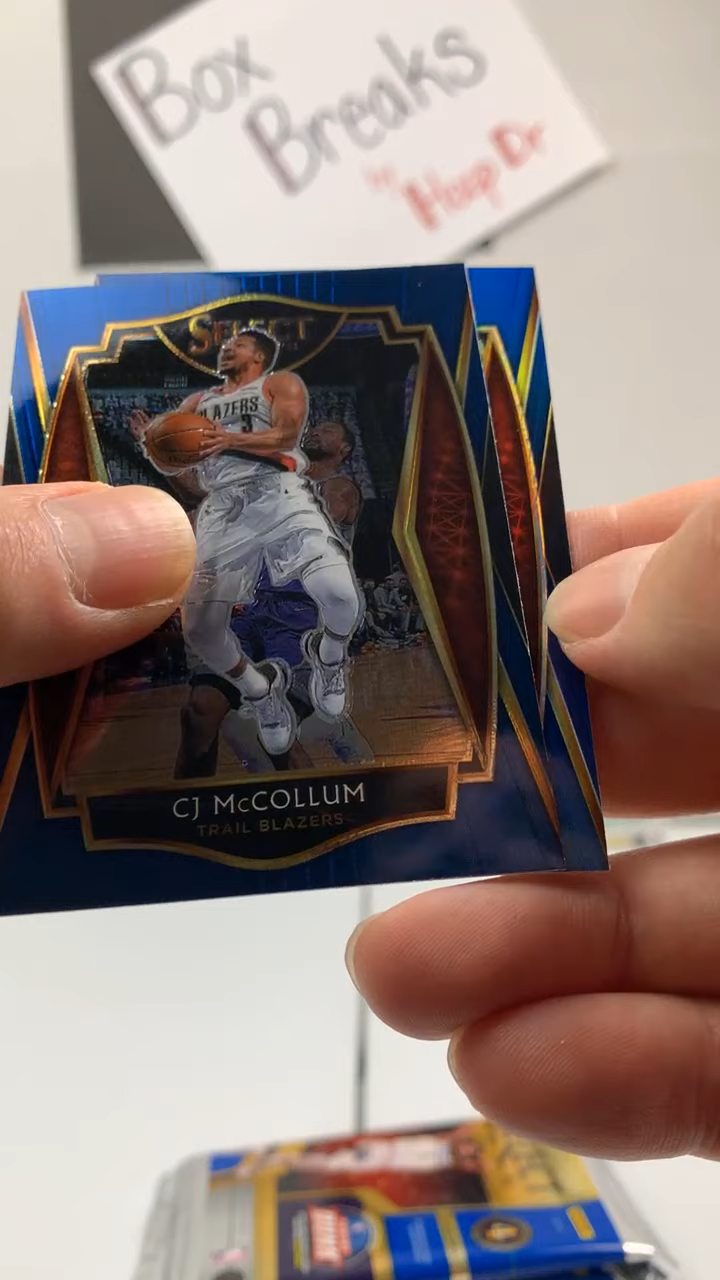 Box
Breaks
Hoop Dr
SELECT
BLAZERS
3
CJ McCOLLUM
TRAIL BLAZERS